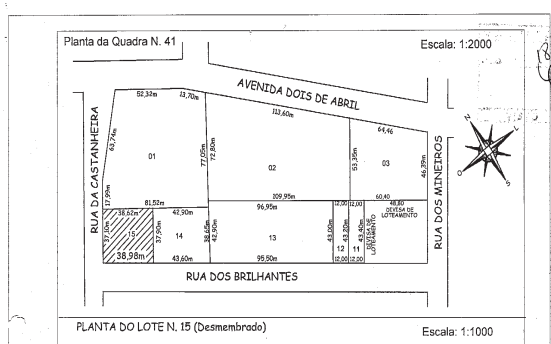 Planta da Quadra N. 41
Escala: 1:2000
AVENIDA DOIS DE ABRIL
52,32m
13,70m
113,60m
64,46
RUA DA CASTANHEIRA
63,74m
01
77,05m
72,80m
02
53,35m
03
46,39m
RUA DOS MINEIROS
N
L
O
S
17,99m
81,52m
209,95m
60,40
38,62m
42,90m
96,95m
12,00
12,00
48,80
DIVISA DE
LOTEAMENTO
37,10m
15
37,90m
14
38,65m
42,90m
13
43,00m
43,20m
43,40m
DIVISA DE
LOTEAMENTO
12
11
38,98m
43,60m
95,50m
12,00
12,00
RUA DOS BRILHANTES
PLANTA DO LOTE N. 15 (Desmembrado)
Escala: 1:1000